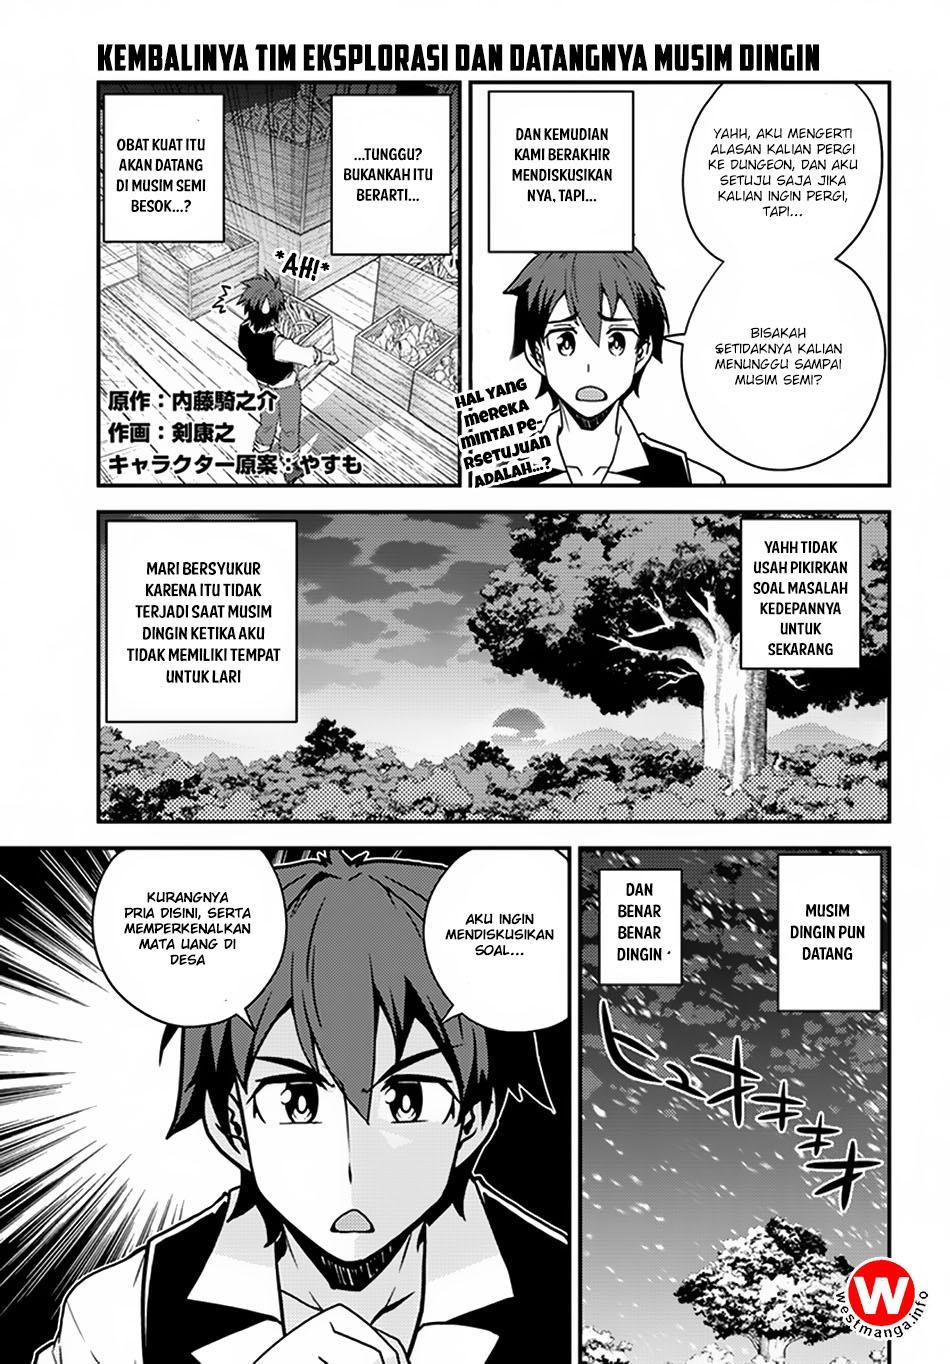 KEMBALINYA TIM EKSPLORASI DAN DATANGNYA MUSIM DINGIN
YAHH, AKU MENGERTI
ALASAN KALIAN PERGI
KE DUNGEON, DAN AKU
SETUJU SAJA JIKA
KALIAN INGIN PERGI,
TAPI...
BISAKAH
SETIDAKNYA KALIAN
MENUNGGU SAMPAI
MUSIM SEMI?
DAN KEMUDIAN
KAMI BERAKHIR
MENDISKUSIKAN
NYA, TAPI...
HAL YANG
MEREKA
MINTAI PE-
RSETUJUAN
ADALAH...?
...TUNGGU?
BUKANKAH ITU
BERARTI...
OBAT KUAT ITU
AKAN DATANG
DI MUSIM SEMI
BESOK...?
*AH!*
原作：内藤騎之介
作画：剣康之
キャラクター原案：やすも
YAHH TIDAK
USAH PIKIRKAN
SOAL MASALAH
KEDEPANNYA
UNTUK
SEKARANG
MARI BERSYUKUR
KARENA ITU TIDAK
TERJADI SAAT MUSIM
DINGIN KETIKA AKU
TIDAK MEMILIKI TEMPAT
UNTUK LARI
MUSIM
DINGIN PUN
DATANG
DAN
BENAR
BENAR
DINGIN
ヒュオオオオ
AKU INGIN
MENDISKUSIKAN
SOAL...
KURANGNYA
PRIA DISINI, SERTA
MEMPERKENALKAN
MATA UANG DI
DESA
W
westmanga.info